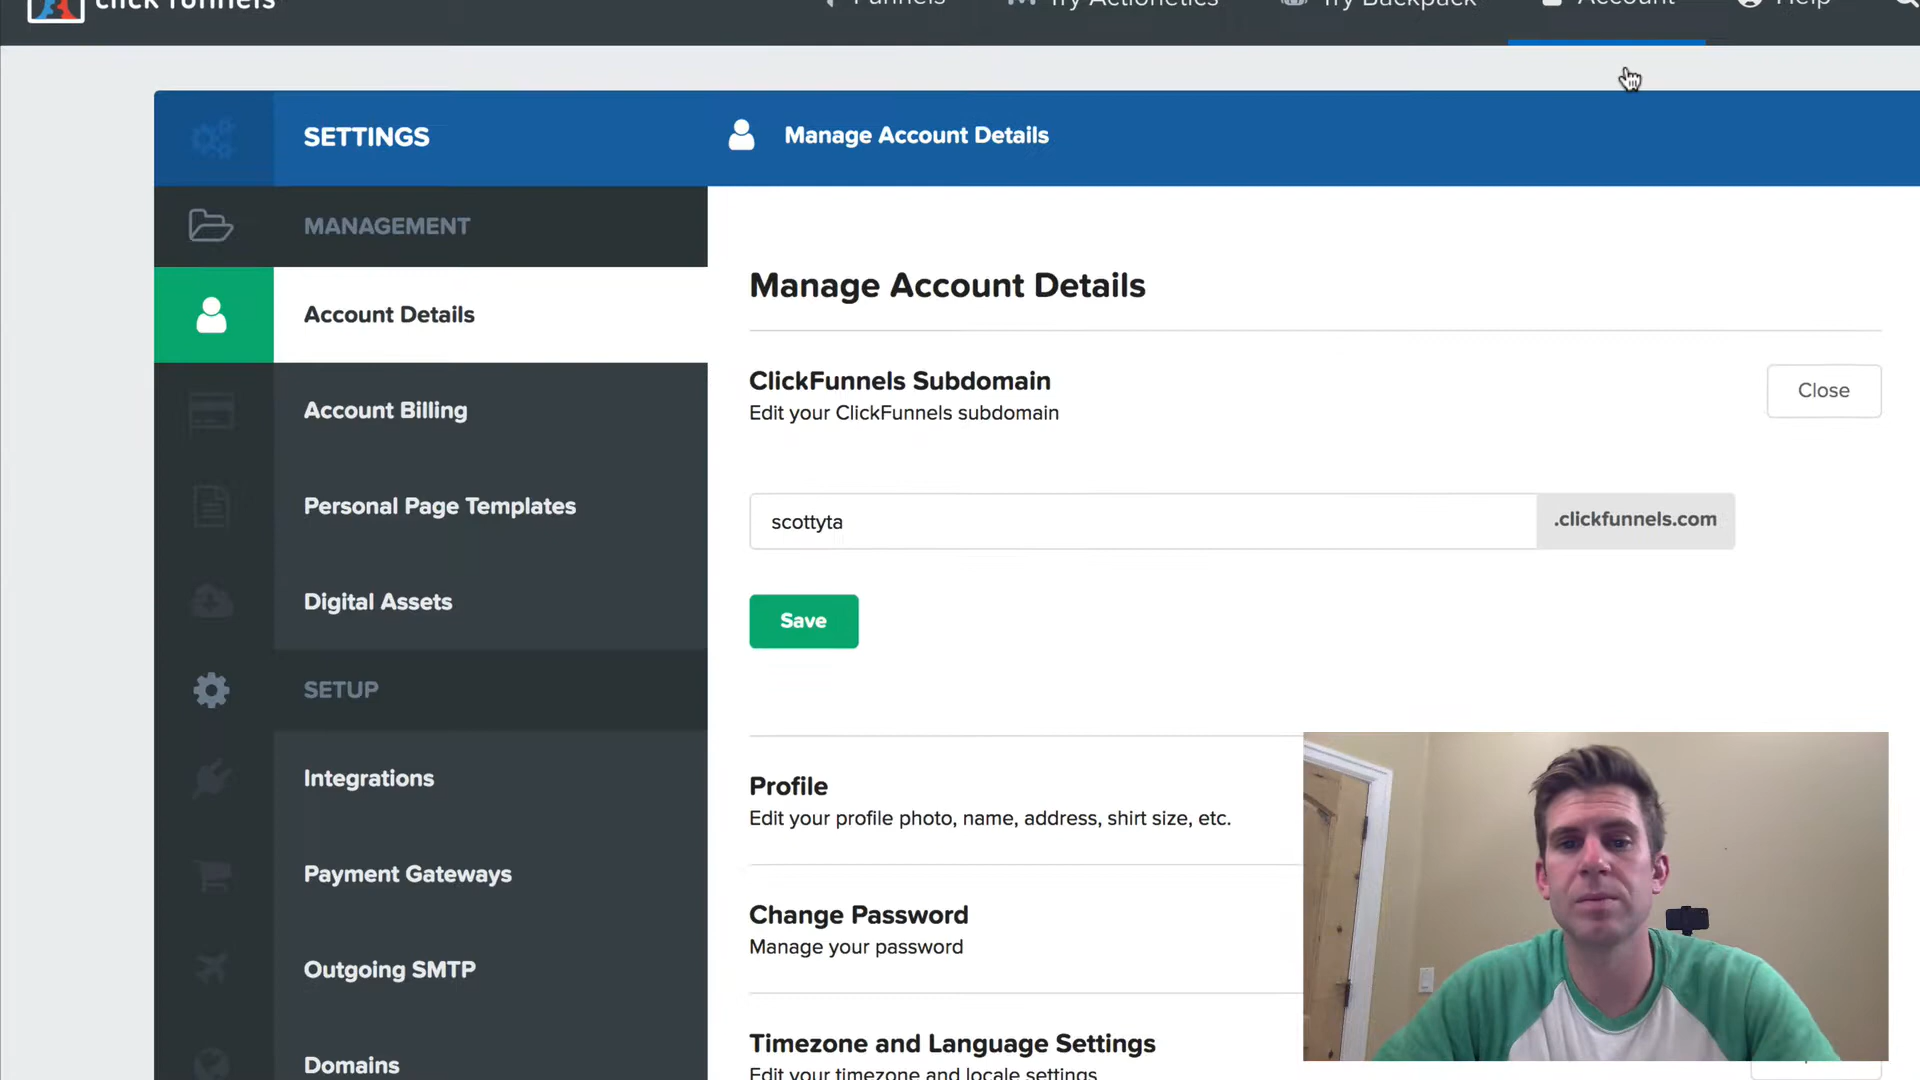 click funnels
Funnels
Try Actionetics
Try Backpack
Account
Help
SETTINGS
Manage Account Details
MANAGEMENT
Account Details
Account Billing
Personal Page Templates
Digital Assets
SETUP
Integrations
Payment Gateways
Outgoing SMTP
Domains
Manage Account Details
ClickFunnels Subdomain
Edit your ClickFunnels subdomain
Close
scottyta
.clickfunnels.com
Save
Profile
Edit your profile photo, name, address, shirt size, etc.
Change Password
Manage your password
Timezone and Language Settings
Edit your timezone and locale settings